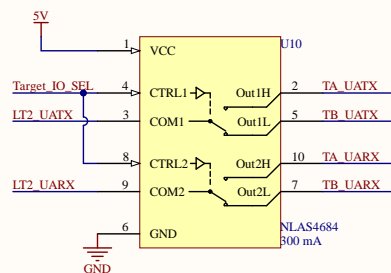 5V
U10
1 VCC
Target_IO_SEL 4 CTRL1 Out1H 2 TA_UATX
LT2_UATX 3 COM1 Out1L 5 TB_UATX
8 CTRL2 Out2H 10 TA_UARX
LT2_UARX 9 COM2 Out2L 7 TB_UARX
6 GND
NLAS4684
300 mA
GND